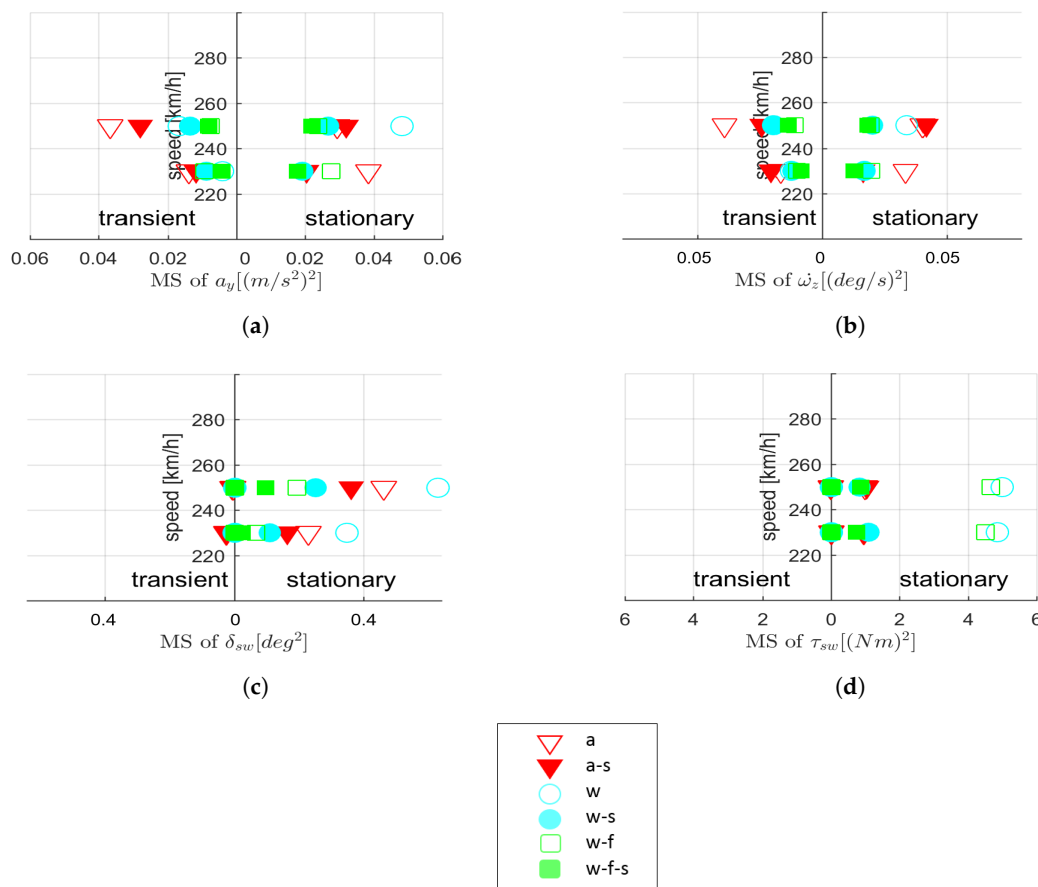 280
260
240
220
speed [km/h]
transient
stationary
0.06 0.04 0.02 0 0.02 0.04 0.06
MS of a_y[(m/s^2)^2]
(a)
280
260
240
220
speed [km/h]
transient
stationary
0.05 0 0.05
MS of ω̇_z[(deg/s)^2]
(b)
280
260
240
220
speed [km/h]
transient
stationary
0.4 0 0.4
MS of δ_sw[deg^2]
(c)
280
260
240
220
speed [km/h]
transient
stationary
6 4 2 0 2 4 6
MS of τ_sw[(Nm)^2]
(d)
a
a-s
w
w-s
w-f
w-f-s